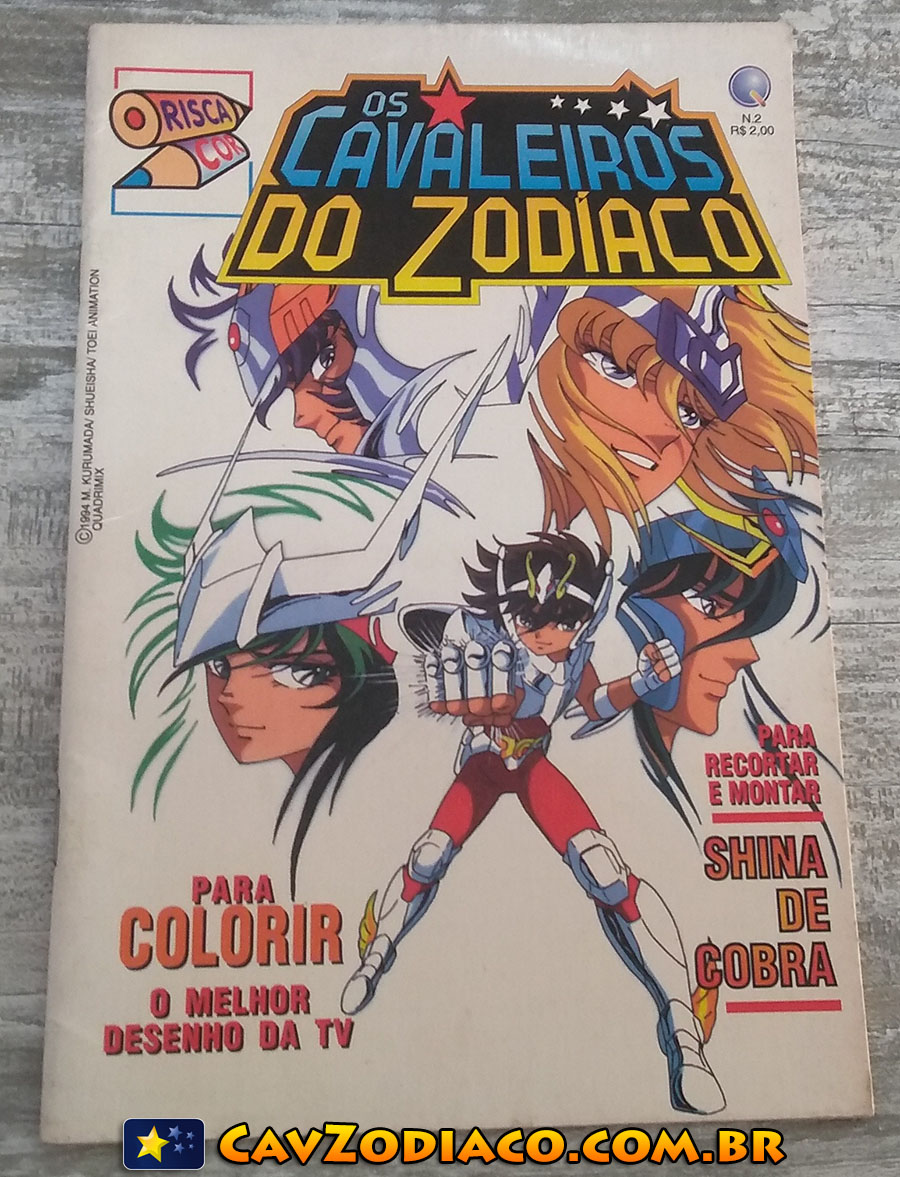 RISCA
COR
OS
CAVALEIROS
DO ZODÍACO
N.2
R$ 2,00
©1994 M. KURUMADA/ SHUEISHA/ TOEI ANIMATION
QUADRIMIX
PARA
RECORTAR
E MONTAR
SHINA
DE
COBRA
PARA
COLORIR
O MELHOR
DESENHO DA TV
CAVZODIACO.COM.BR